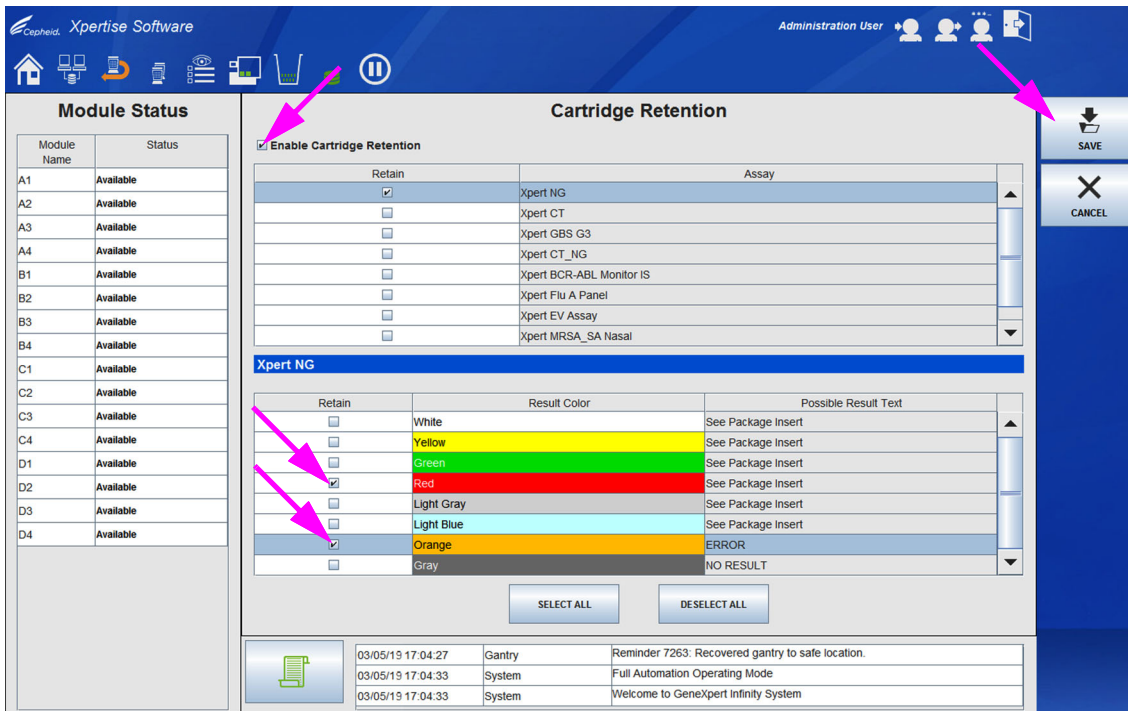 Cepheid. Xpertise Software
Administration User
Module Status
Module Name Status
A1 Available
A2 Available
A3 Available
A4 Available
B1 Available
B2 Available
B3 Available
B4 Available
C1 Available
C2 Available
C3 Available
C4 Available
D1 Available
D2 Available
D3 Available
D4 Available
Cartridge Retention
Enable Cartridge Retention
Retain Assay
Xpert NG
Xpert CT
Xpert GBS G3
Xpert CT_NG
Xpert BCR-ABL Monitor IS
Xpert Flu A Panel
Xpert EV Assay
Xpert MRSA_SA Nasal
Xpert NG
Retain Result Color Possible Result Text
White See Package Insert
Yellow See Package Insert
Green See Package Insert
Red See Package Insert
Light Gray See Package Insert
Light Blue See Package Insert
Orange ERROR
Gray NO RESULT
SELECT ALL DESELECT ALL
03/05/19 17:04:27 Gantry Reminder 7263: Recovered gantry to safe location.
03/05/19 17:04:33 System Full Automation Operating Mode
03/05/19 17:04:33 System Welcome to GeneXpert Infinity System
SAVE
CANCEL